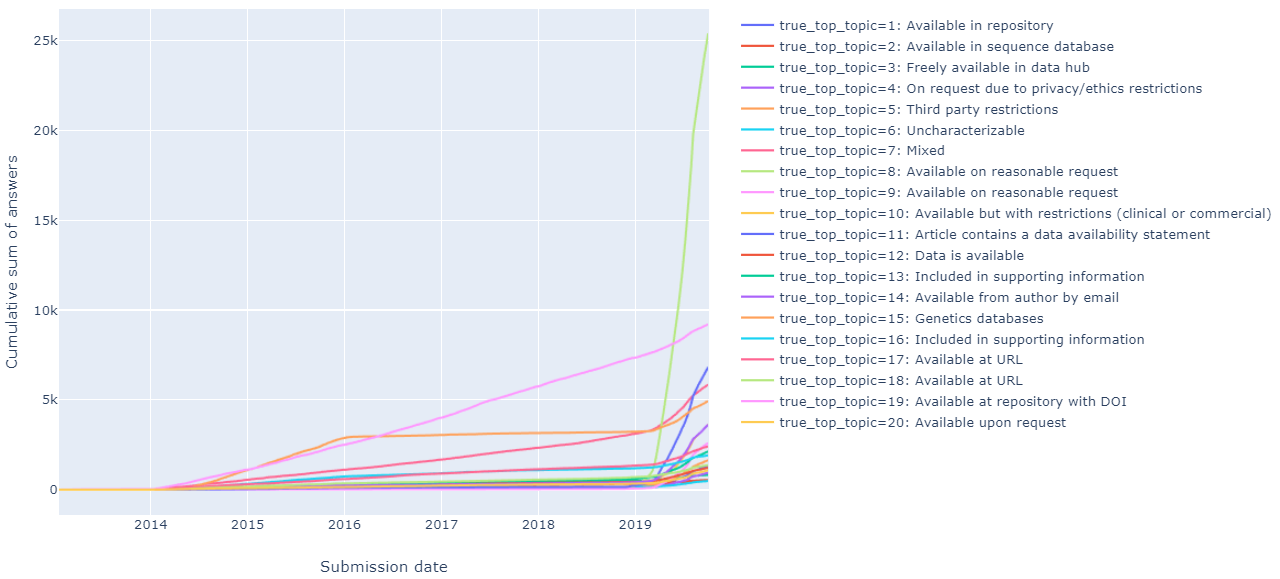 25k
20k
15k
10k
5k
0
2014
2015
2016
2017
2018
2019
Cumulative sum of answers
Submission date
true_top_topic=1: Available in repository
true_top_topic=2: Available in sequence database
true_top_topic=3: Freely available in data hub
true_top_topic=4: On request due to privacy/ethics restrictions
true_top_topic=5: Third party restrictions
true_top_topic=6: Uncharacterizable
true_top_topic=7: Mixed
true_top_topic=8: Available on reasonable request
true_top_topic=9: Available on reasonable request
true_top_topic=10: Available but with restrictions (clinical or commercial)
true_top_topic=11: Article contains a data availability statement
true_top_topic=12: Data is available
true_top_topic=13: Included in supporting information
true_top_topic=14: Available from author by email
true_top_topic=15: Genetics databases
true_top_topic=16: Included in supporting information
true_top_topic=17: Available at URL
true_top_topic=18: Available at URL
true_top_topic=19: Available at repository with DOI
true_top_topic=20: Available upon request